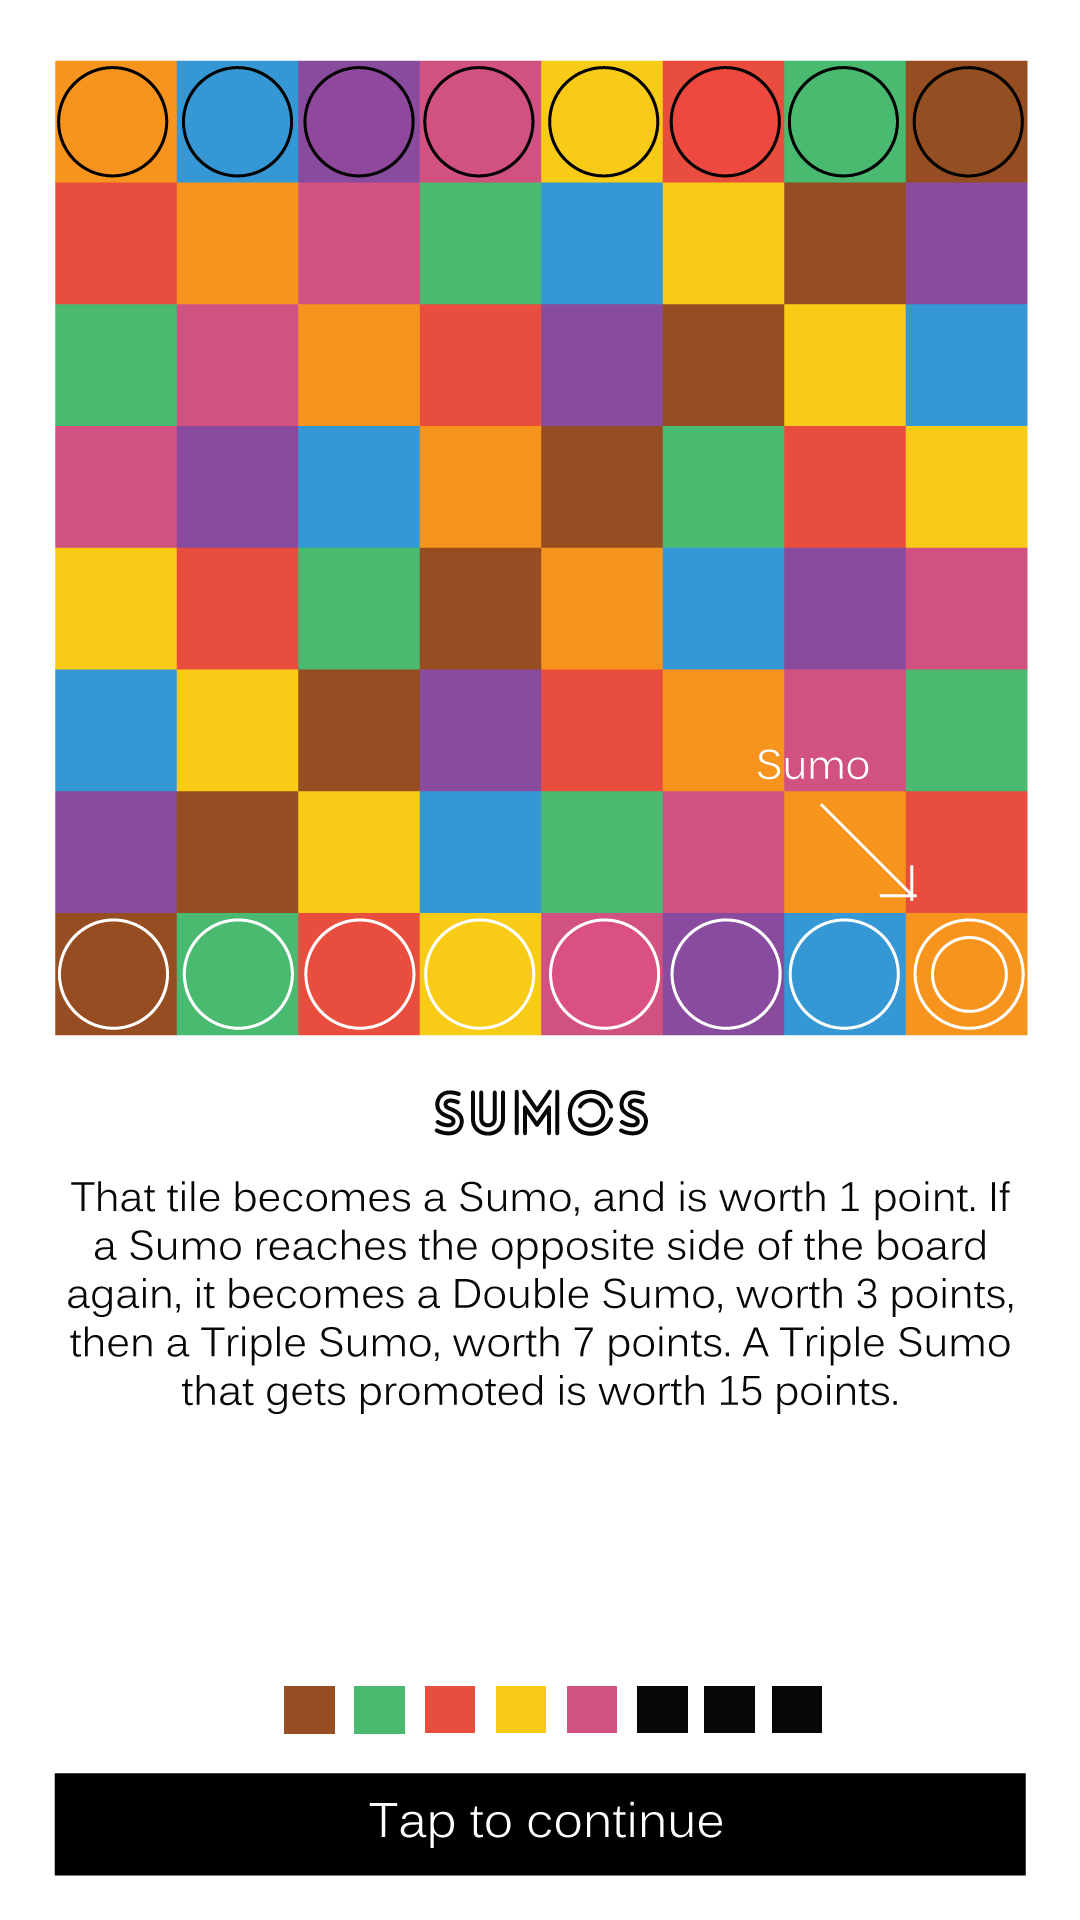 Sumo
SUMOS
That tile becomes a Sumo, and is worth 1 point. If
a Sumo reaches the opposite side of the board
again, it becomes a Double Sumo, worth 3 points,
then a Triple Sumo, worth 7 points. A Triple Sumo
that gets promoted is worth 15 points.
Tap to continue